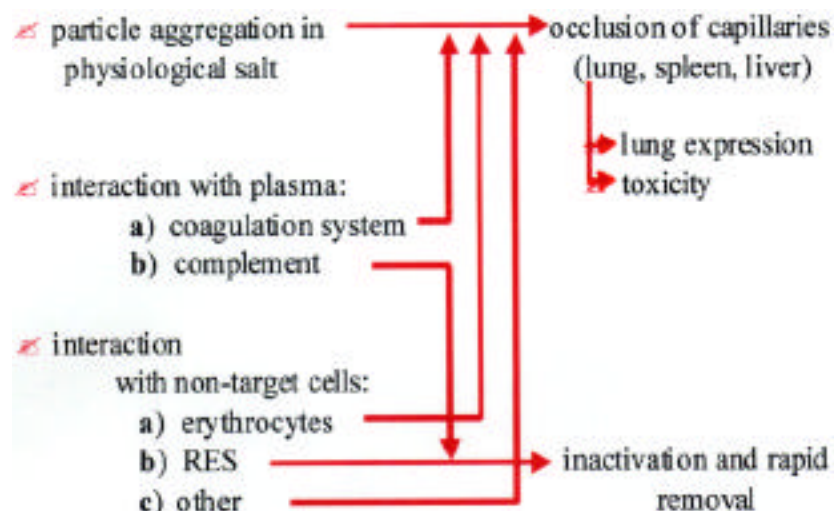 particle aggregation in
physiological salt
occlusion of capillaries
(lung, spleen, liver)
lung expression
toxicity
interaction with plasma:
a) coagulation system
b) complement
interaction
with non-target cells:
a) erythrocytes
b) RES
c) other
inactivation and rapid
removal